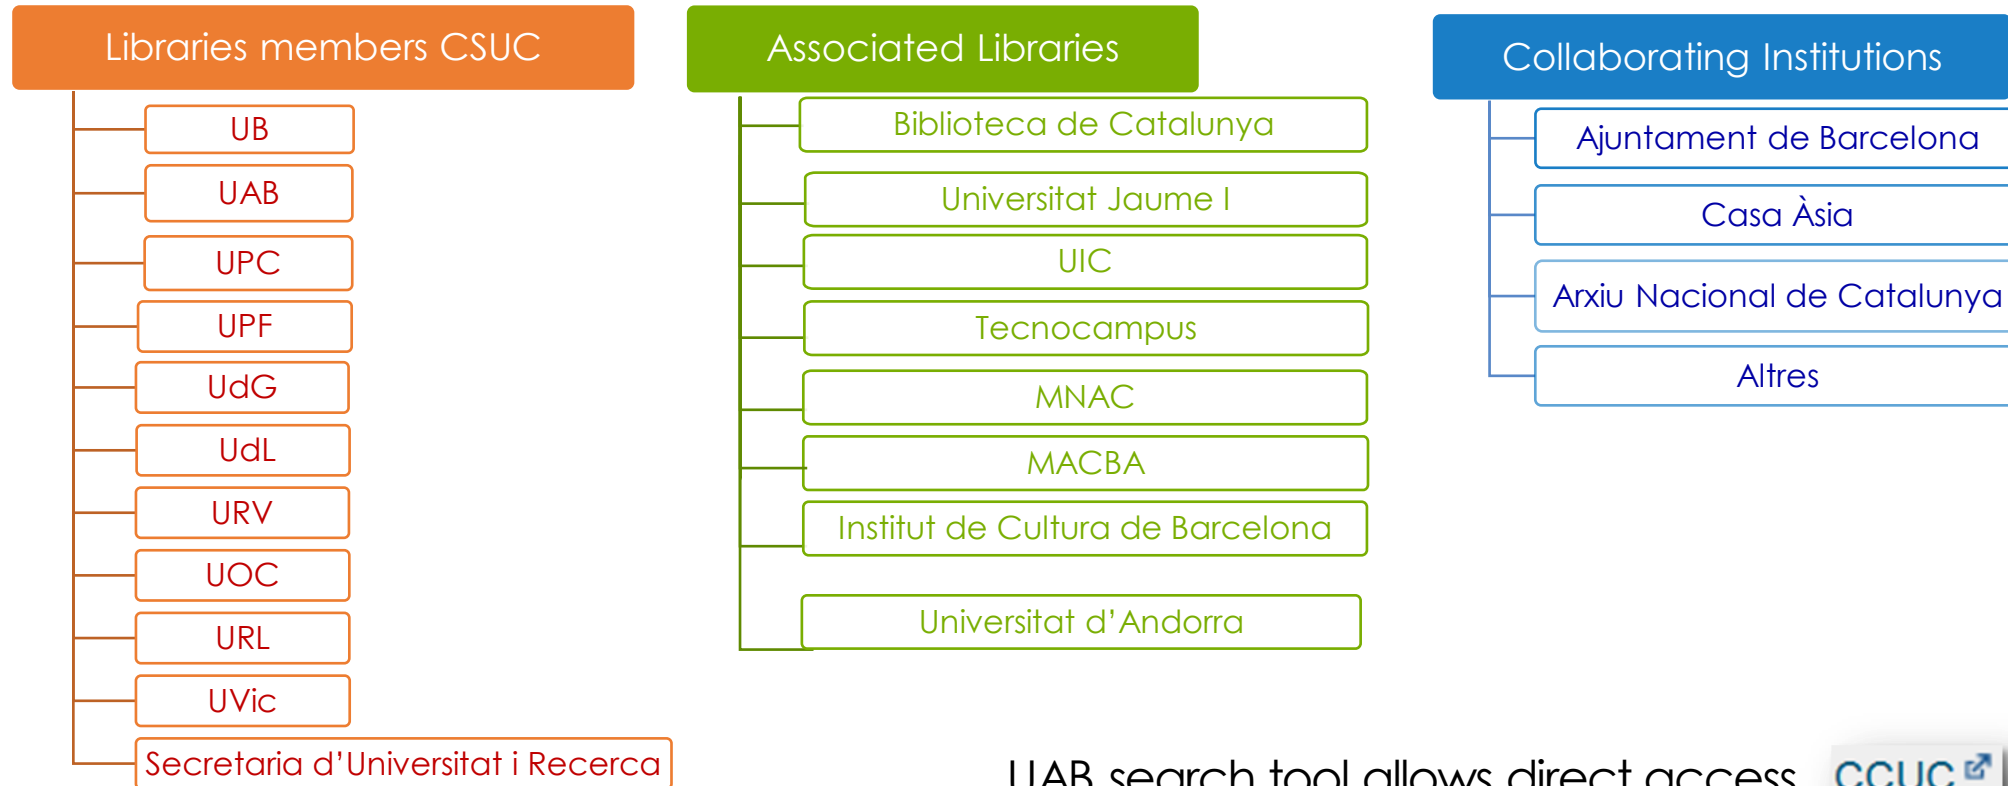 Libraries members CSUC
UB
UAB
UPC
UPF
UdG
UdL
URV
UOC
URL
UVic
Secretaria d’Universitat i Recerca
Associated Libraries
Biblioteca de Catalunya
Universitat Jaume I
UIC
Tecnocampus
MNAC
MACBA
Institut de Cultura de Barcelona
Universitat d’Andorra
Collaborating Institutions
Ajuntament de Barcelona
Casa Àsia
Arxiu Nacional de Catalunya
Altres
UAB search tool allows direct access
CCUC